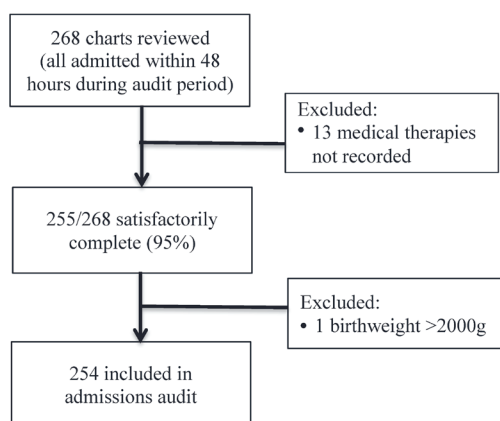 268 charts reviewed
(all admitted within 48
hours during audit period)
Excluded:
• 13 medical therapies
not recorded
255/268 satisfactorily
complete (95%)
Excluded:
• 1 birthweight >2000g
254 included in
admissions audit